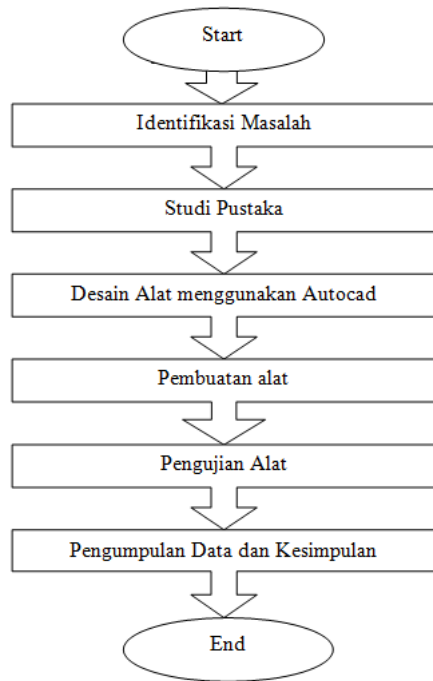 Start
Identifikasi Masalah
Studi Pustaka
Desain Alat menggunakan Autocad
Pembuatan alat
Pengujian Alat
Pengumpulan Data dan Kesimpulan
End